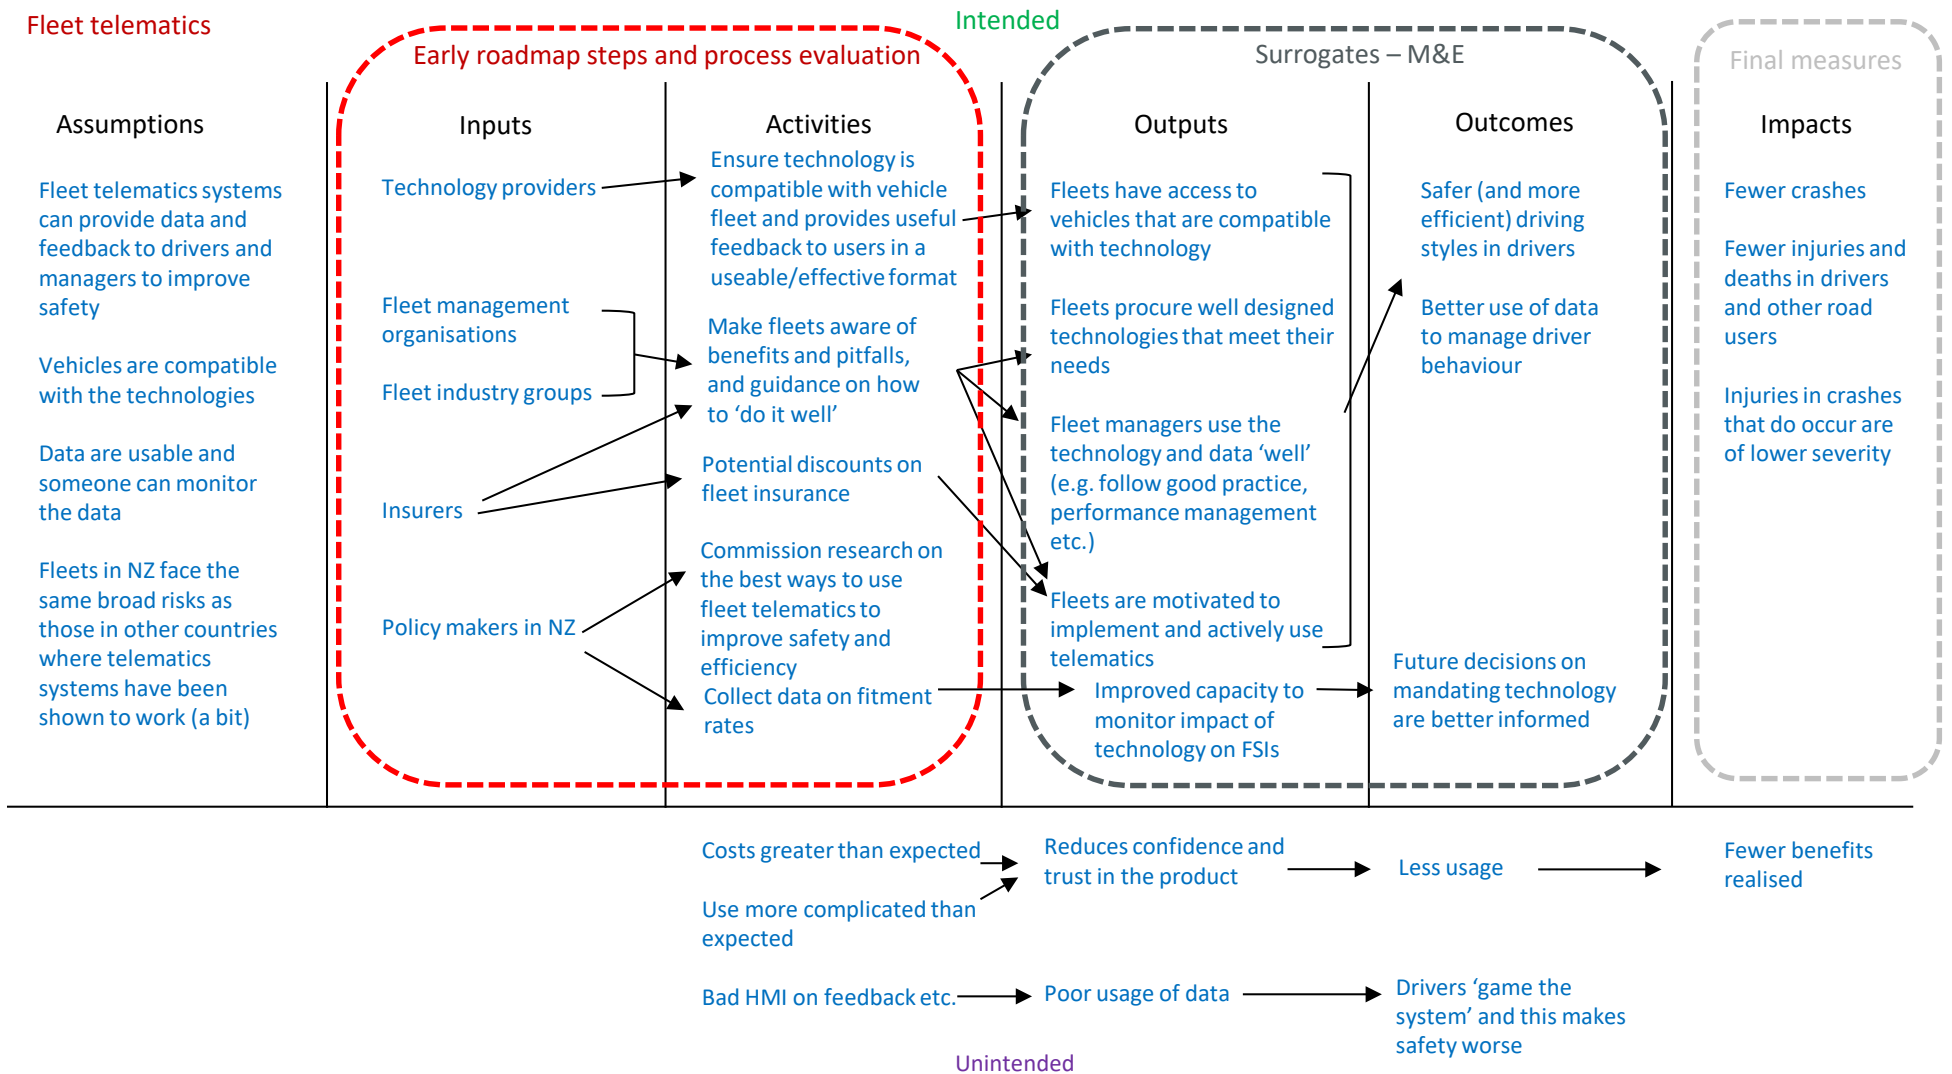 Fleet telematics
Intended
Early roadmap steps and process evaluation
Surrogates – M&E
Final measures
Assumptions
Inputs
Activities
Outputs
Outcomes
Impacts
Fleet telematics systems
can provide data and
feedback to drivers and
managers to improve
safety
Vehicles are compatible
with the technologies
Data are usable and
someone can monitor
the data
Fleets in NZ face the
same broad risks as
those in other countries
where telematics
systems have been
shown to work (a bit)
Technology providers
Fleet management
organisations
Fleet industry groups
Insurers
Policy makers in NZ
Ensure technology is
compatible with vehicle
fleet and provides useful
feedback to users in a
useable/effective format
Make fleets aware of
benefits and pitfalls,
and guidance on how
to ‘do it well’
Potential discounts on
fleet insurance
Commission research on
the best ways to use
fleet telematics to
improve safety and
efficiency
Collect data on fitment
rates
Fleets have access to
vehicles that are compatible
with technology
Fleets procure well designed
technologies that meet their
needs
Fleet managers use the
technology and data ‘well’
(e.g. follow good practice,
performance management
etc.)
Fleets are motivated to
implement and actively use
telematics
Improved capacity to
monitor impact of
technology on FSIs
Safer (and more
efficient) driving
styles in drivers
Better use of data
to manage driver
behaviour
Future decisions on
mandating technology
are better informed
Fewer crashes
Fewer injuries and
deaths in drivers
and other road
users
Injuries in crashes
that do occur are
of lower severity
Costs greater than expected
Use more complicated than
expected
Bad HMI on feedback etc.
Reduces confidence and
trust in the product
Poor usage of data
Less usage
Drivers ‘game the
system’ and this makes
safety worse
Fewer benefits
realised
Unintended